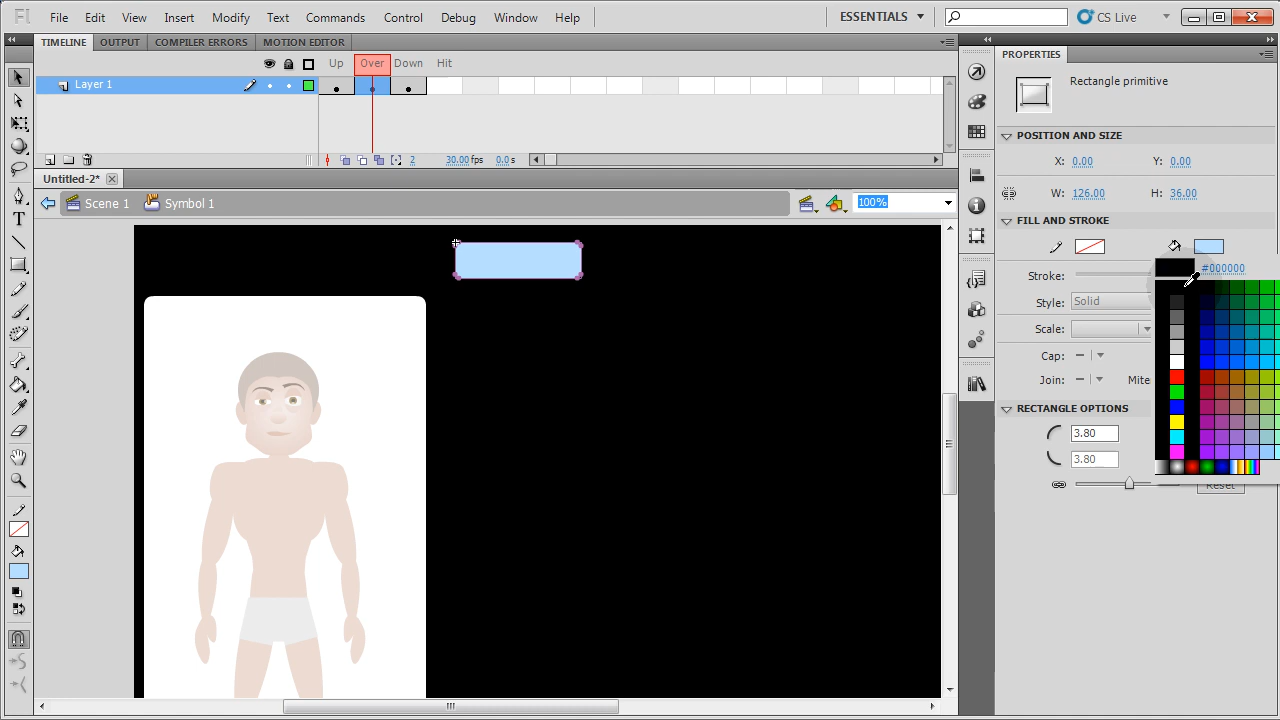 Fl File Edit View Insert Modify Text Commands Control Debug Window Help ESSENTIALS CS Live
TIMELINE OUTPUT COMPILER ERRORS MOTION EDITOR
Up Over Down Hit
Layer 1
2 30.00 fps 0.0 s
Untitled-2*
Scene 1 Symbol 1 100%
PROPERTIES
Rectangle primitive
POSITION AND SIZE
X: 0.00 Y: 0.00
W: 126.00 H: 36.00
FILL AND STROKE
#000000
Stroke:
Style: Solid
Scale:
Cap:
Join: Mite
RECTANGLE OPTIONS
3.80
3.80
Reset